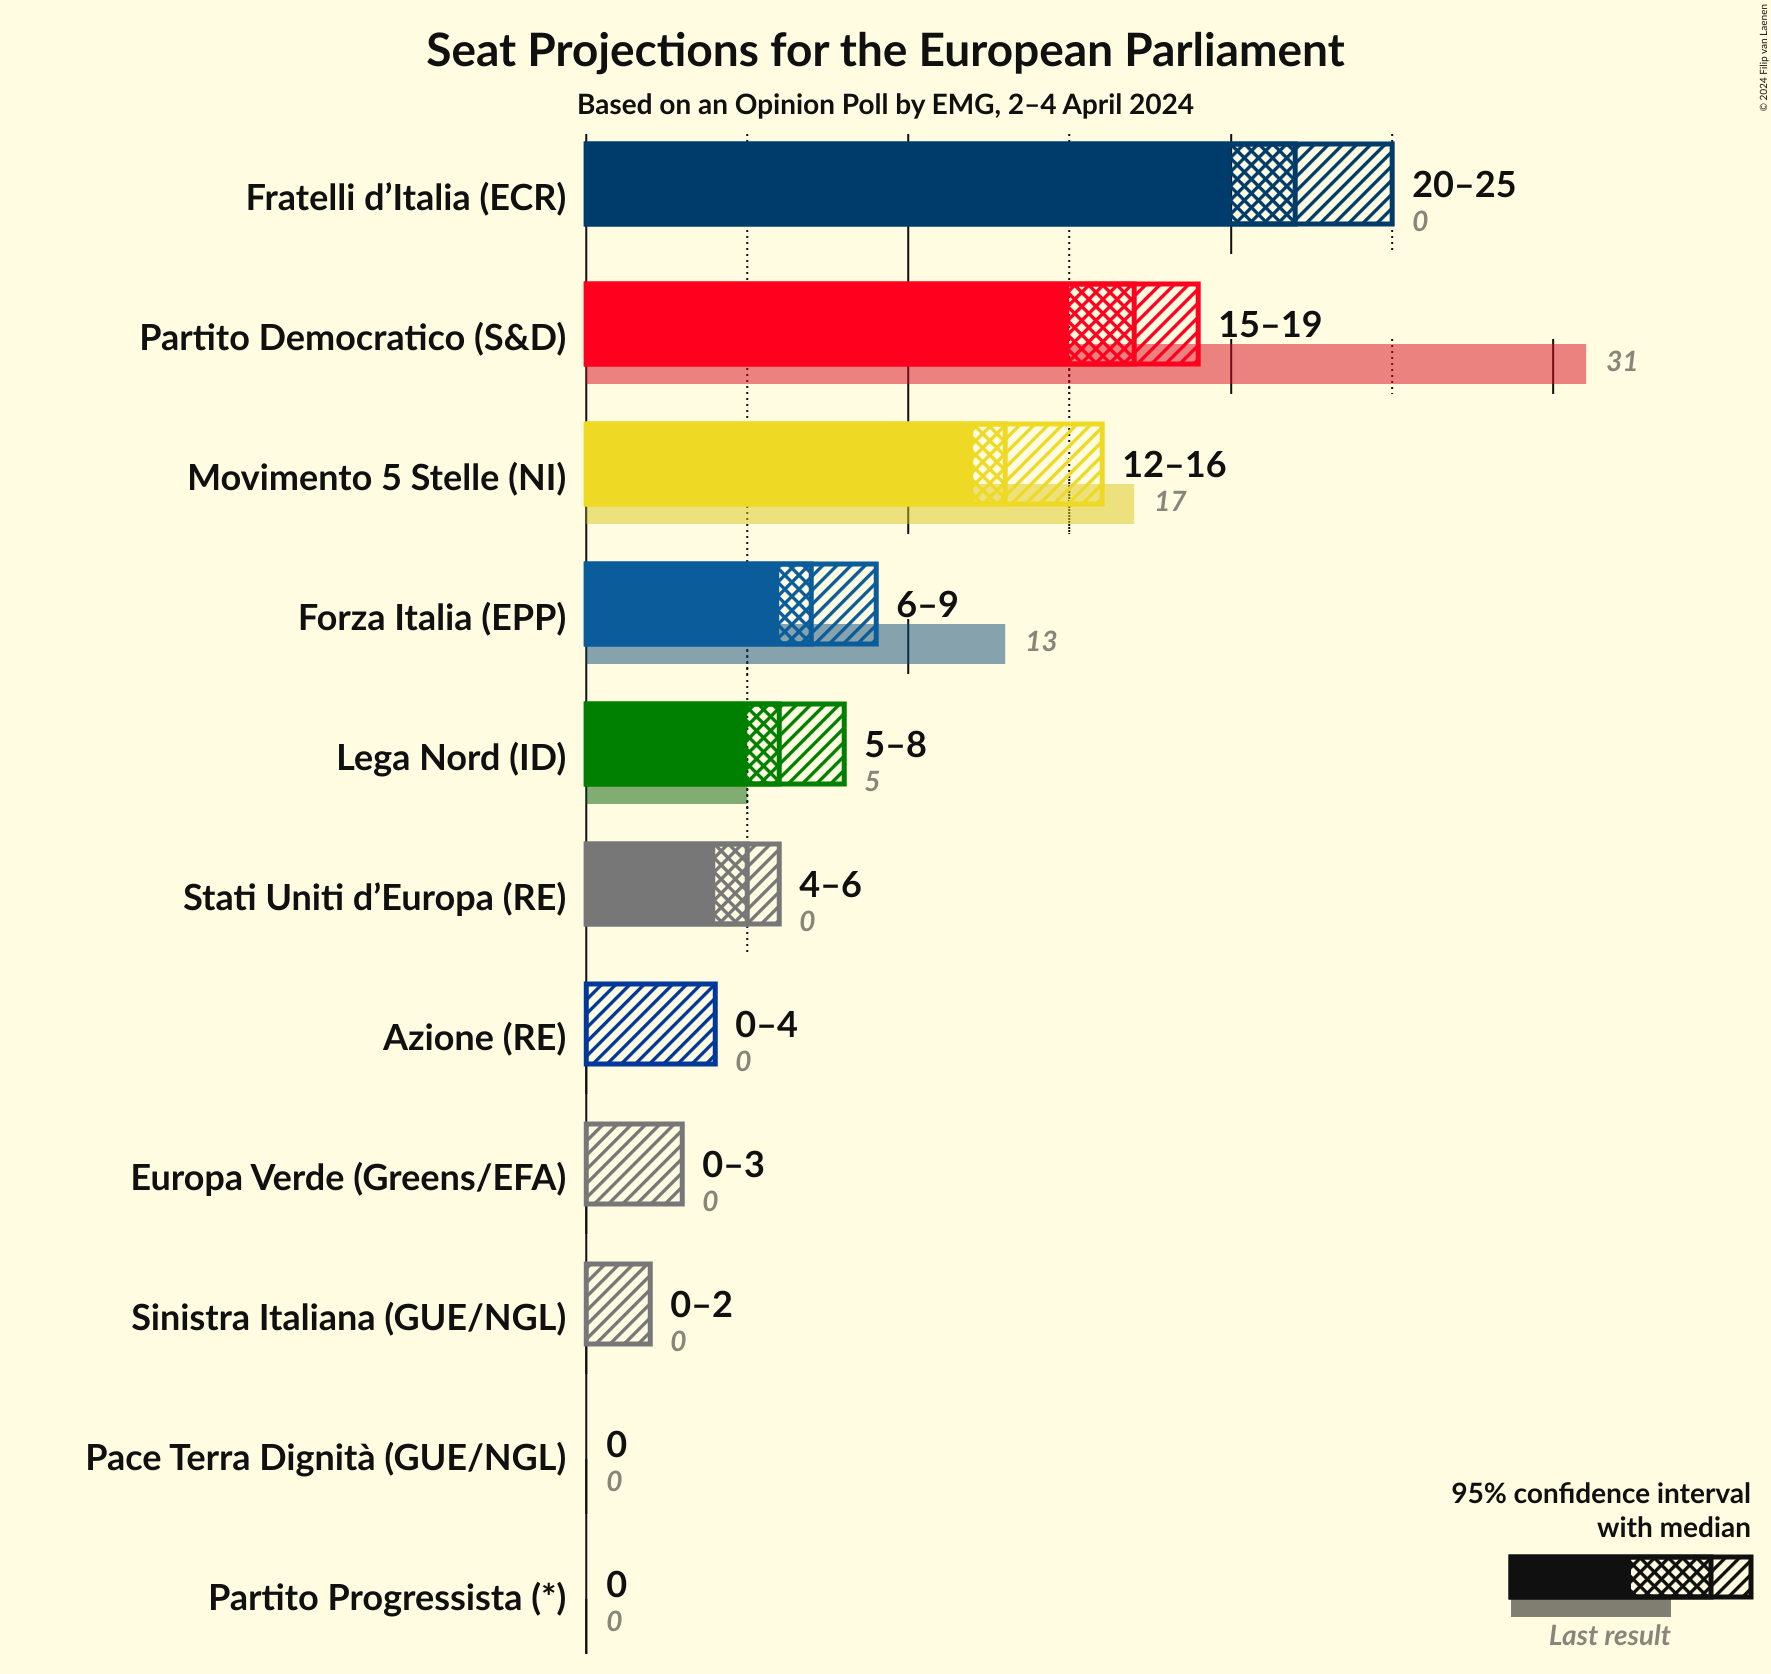 Seat Projections for the European Parliament
Based on an Opinion Poll by EMG, 2–4 April 2024
© 2024 Filip van Laenen
Fratelli d’Italia (ECR)
20–25
0
Partito Democratico (S&D)
15–19
31
Movimento 5 Stelle (NI)
12–16
17
Forza Italia (EPP)
6–9
13
Lega Nord (ID)
5–8
5
Stati Uniti d’Europa (RE)
4–6
0
Azione (RE)
0–4
0
Europa Verde (Greens/EFA)
0–3
0
Sinistra Italiana (GUE/NGL)
0–2
0
Pace Terra Dignità (GUE/NGL)
0
0
Partito Progressista (*)
0
0
95% confidence interval
with median
Last result